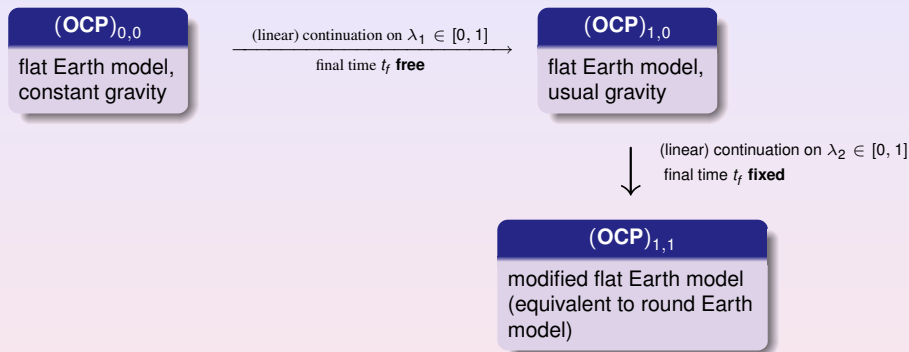 (OCP)0,0
flat Earth model,
constant gravity
(linear) continuation on λ1 ∈ [0, 1]
final time tf free
(OCP)1,0
flat Earth model,
usual gravity
(linear) continuation on λ2 ∈ [0, 1]
final time tf fixed
(OCP)1,1
modified flat Earth model
(equivalent to round Earth
model)